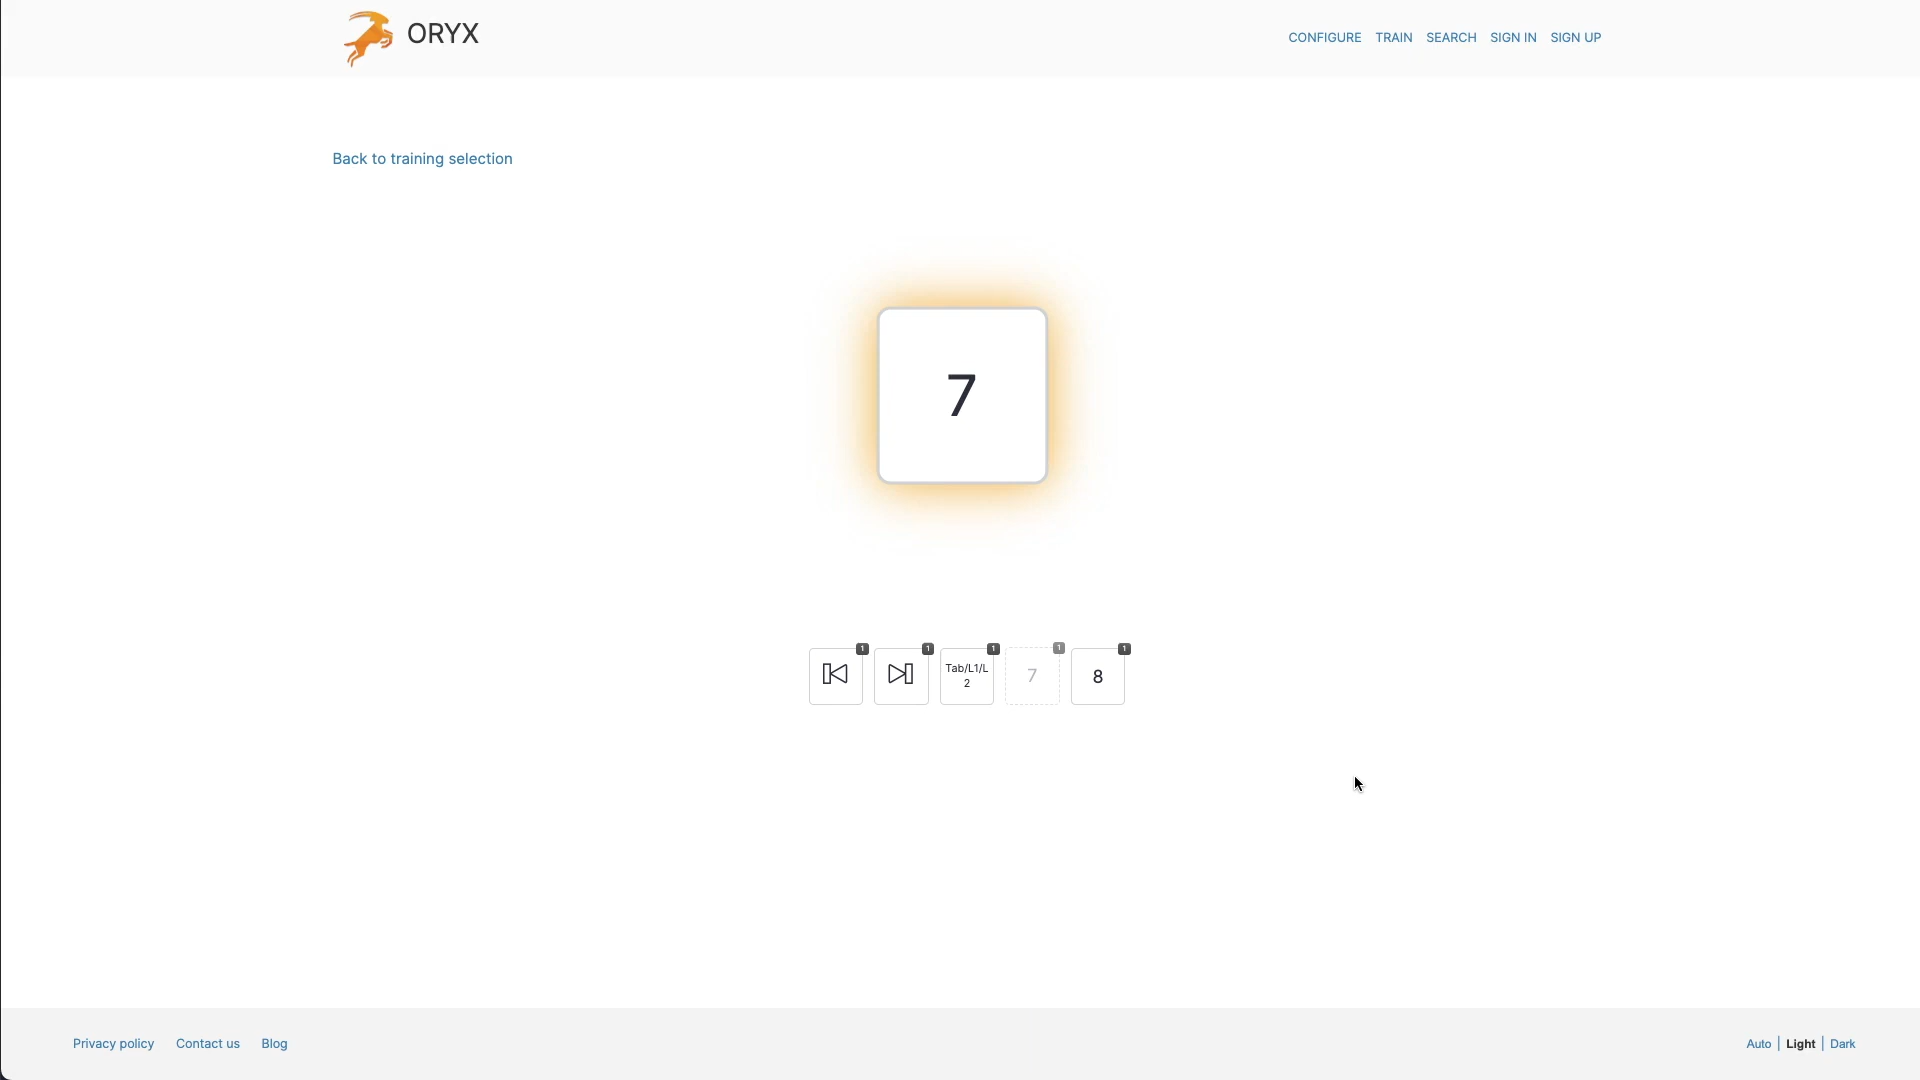 ORYX
CONFIGURE TRAIN SEARCH SIGN IN SIGN UP
Back to training selection
7
1 1 1 1 1
Tab/L1/L
2
7
8
Privacy policy Contact us Blog
Auto | Light | Dark